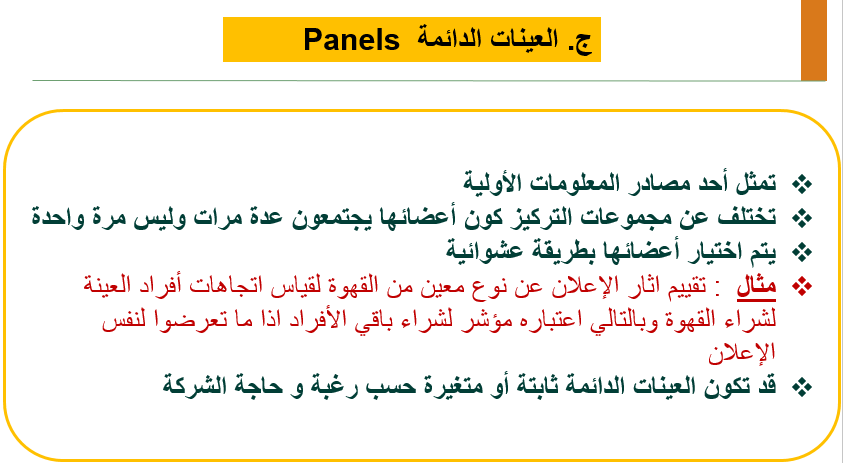 ج. العينات الدائمة Panels
❖ تمثل أحد مصادر المعلومات الأولية
❖ تختلف عن مجموعات التركيز كون أعضائها يجتمعون عدة مرات وليس مرة واحدة
❖ يتم اختيار أعضائها بطريقة عشوائية
❖ مثال : تقييم اثار الإعلان عن نوع معين من القهوة لقياس اتجاهات أفراد العينة
لشراء القهوة وبالتالي اعتباره مؤشر لشراء باقي الأفراد اذا ما تعرضوا لنفس
الإعلان
❖ قد تكون العينات الدائمة ثابتة أو متغيرة حسب رغبة و حاجة الشركة